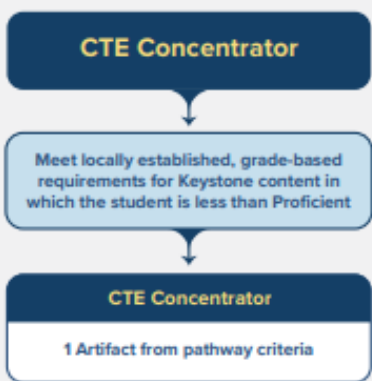 CTE Concentrator
Meet locally established, grade-based
requirements for Keystone content in
which the student is less than Proficient
CTE Concentrator
1 Artifact from pathway criteria